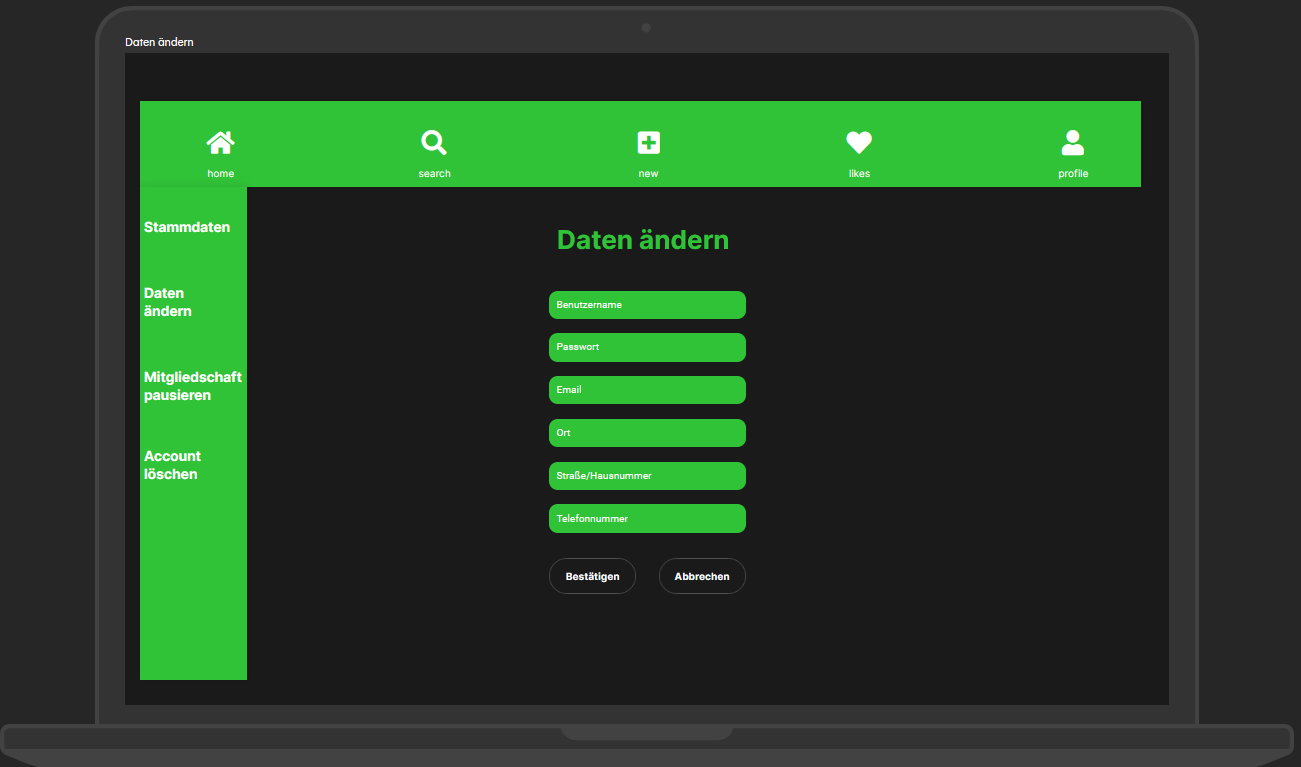 Daten ändern
home
search
new
likes
profile
Stammdaten
Daten
ändern
Mitgliedschaft
pausieren
Account
löschen
Daten ändern
Benutzername
Passwort
Email
Ort
Straße/Hausnummer
Telefonnummer
Bestätigen
Abbrechen